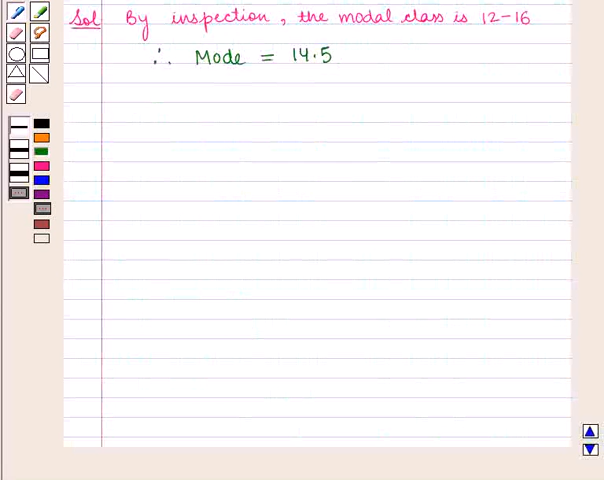 Sol By inspection, the modal class is 12-16
∴ Mode = 14.5